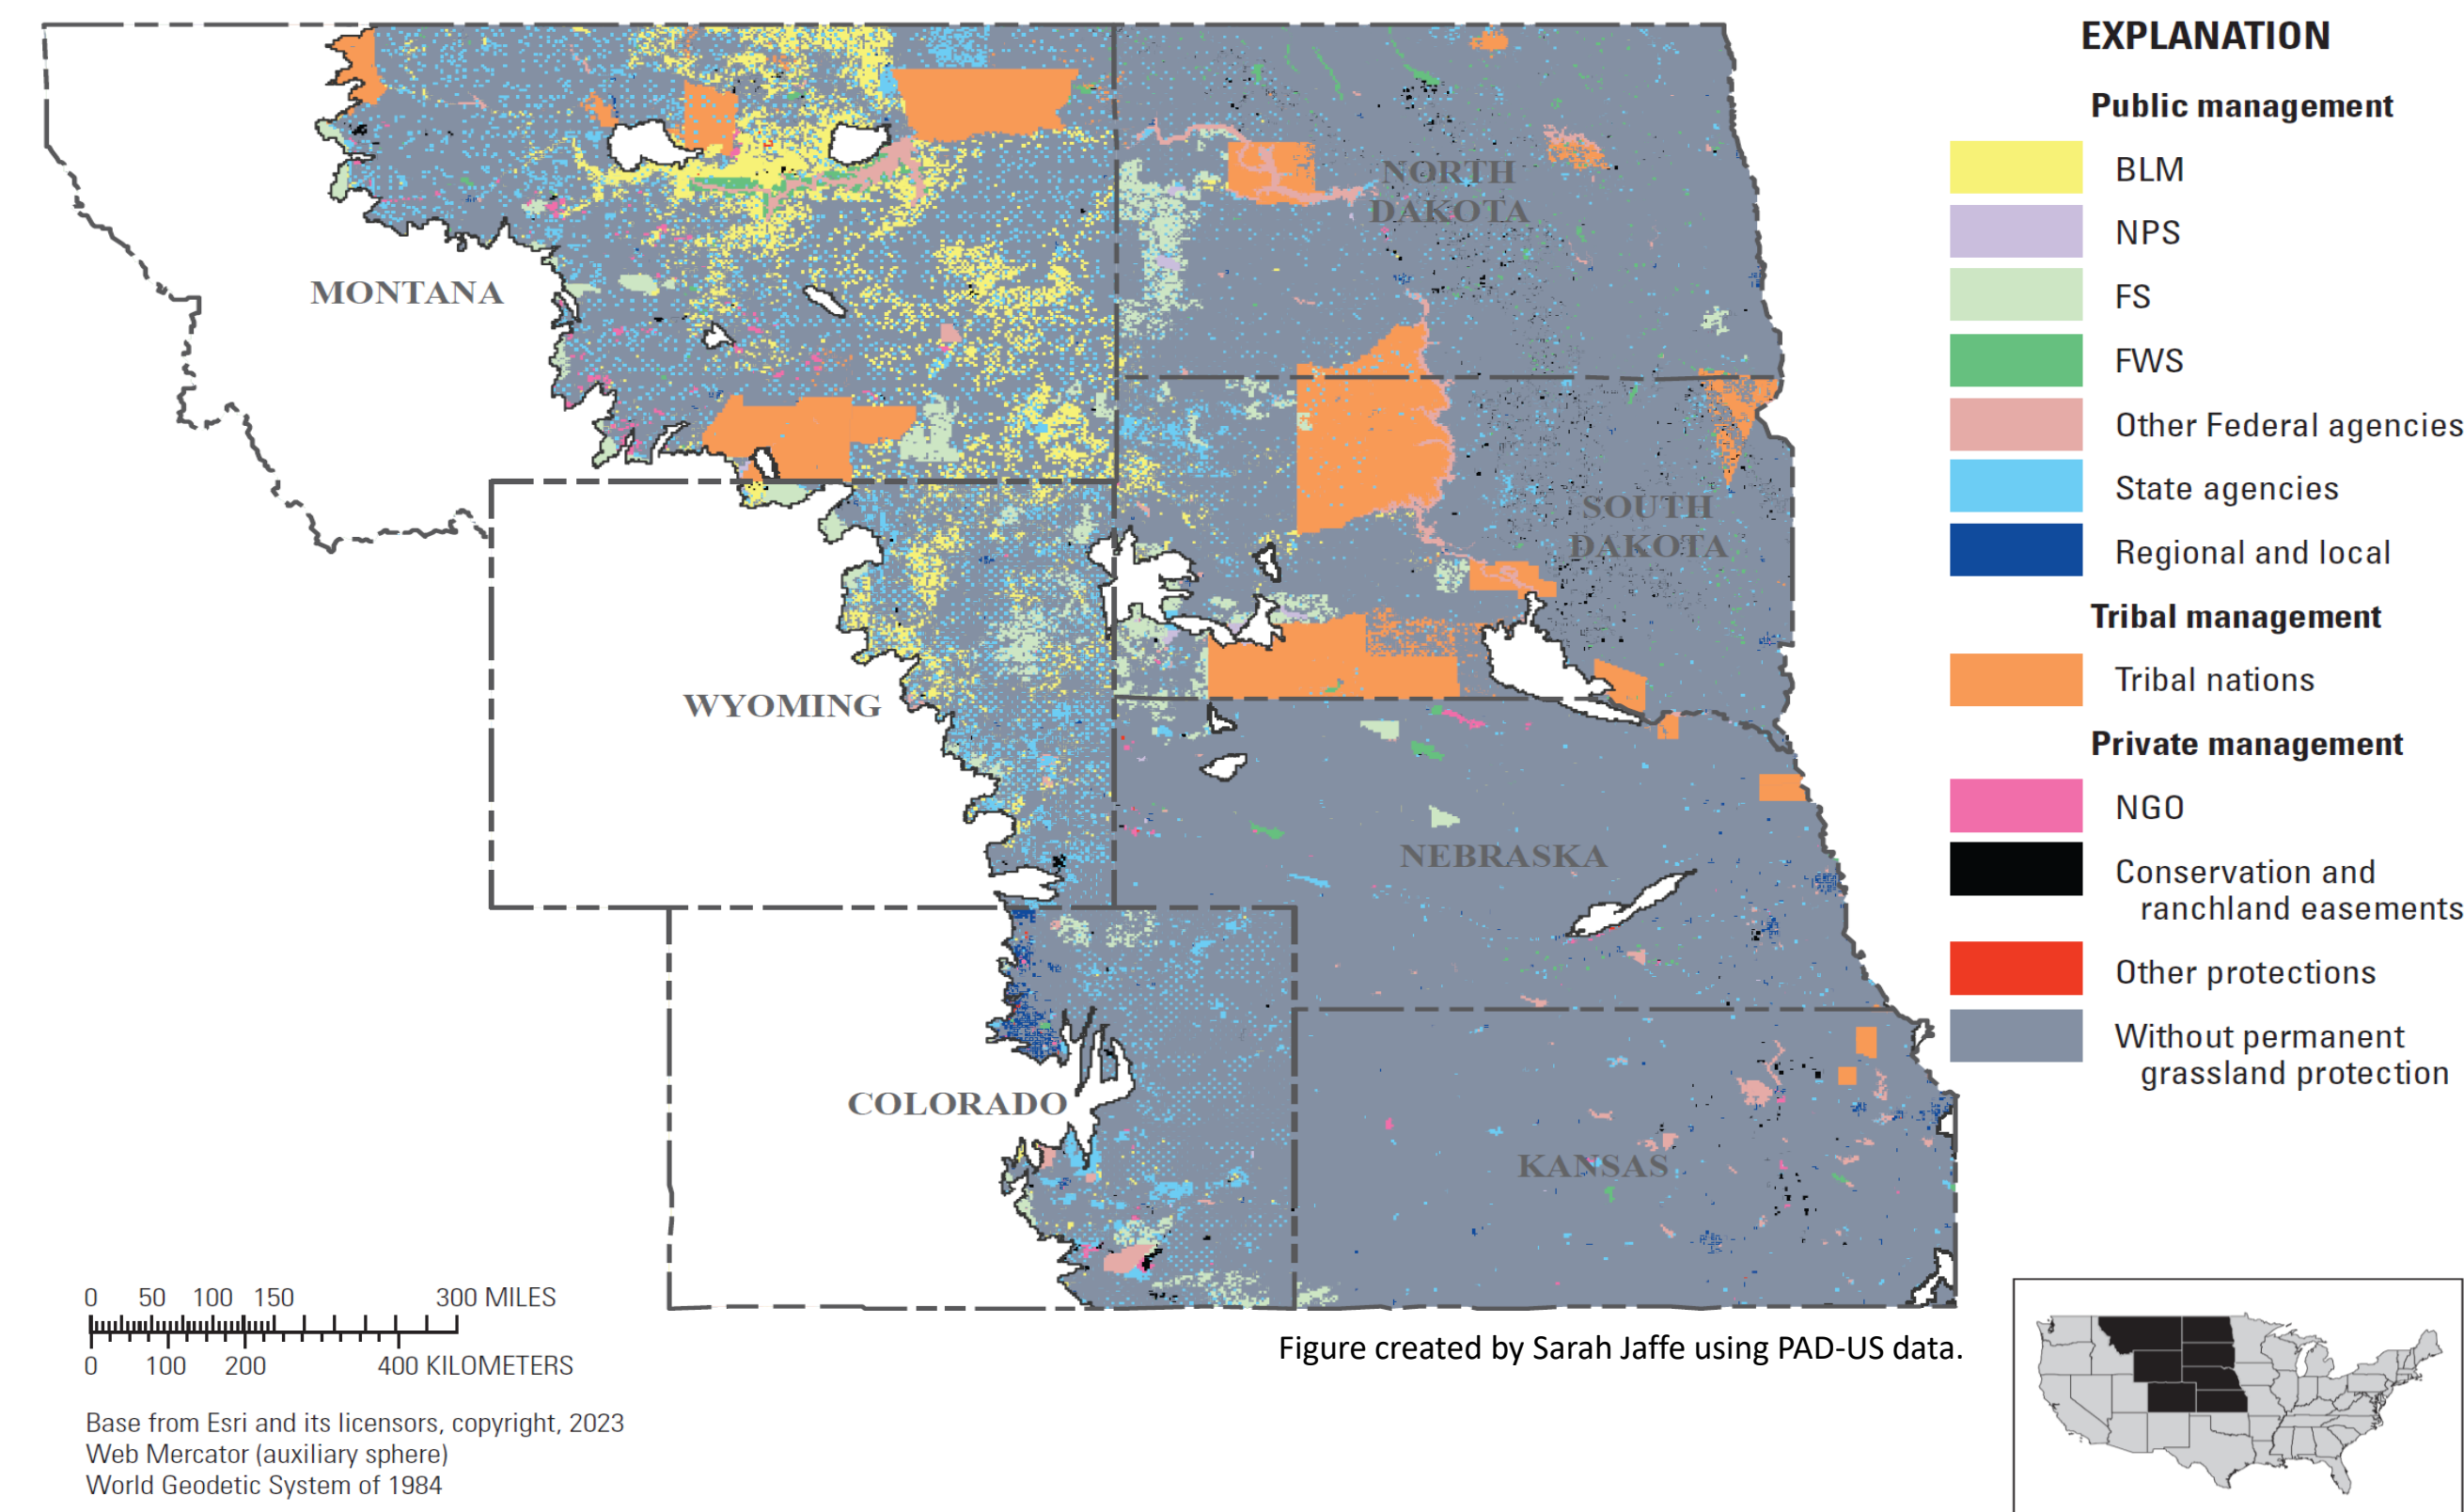 EXPLANATION
Public management
BLM
NPS
FS
FWS
Other Federal agencies
State agencies
Regional and local
Tribal management
Tribal nations
Private management
NGO
Conservation and
ranchland easements
Other protections
Without permanent
grassland protection
NORTH
DAKOTA
MONTANA
SOUTH
DAKOTA
WYOMING
NEBRASKA
COLORADO
KANSAS
0 50 100 150 300 MILES
0 100 200 400 KILOMETERS
Figure created by Sarah Jaffe using PAD-US data.
Base from Esri and its licensors, copyright, 2023
Web Mercator (auxiliary sphere)
World Geodetic System of 1984